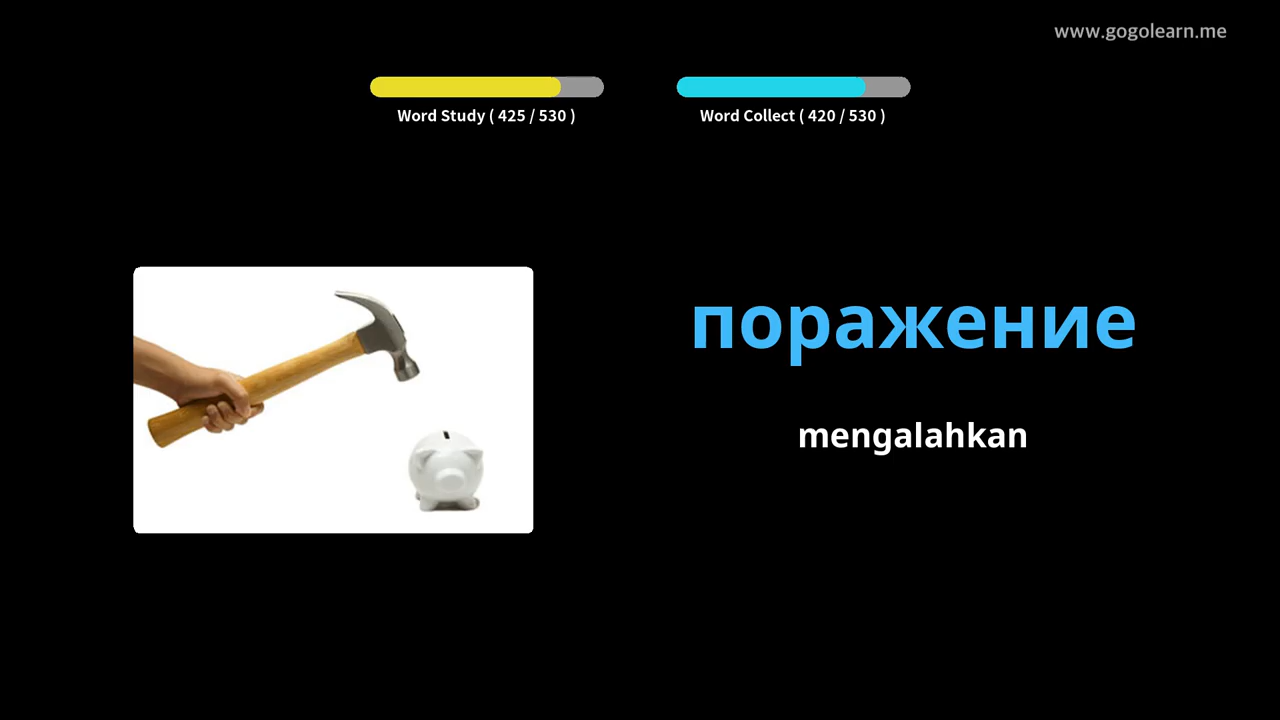 www.gogolearn.me
Word Study ( 425 / 530 )
Word Collect ( 420 / 530 )
поражение
mengalahkan